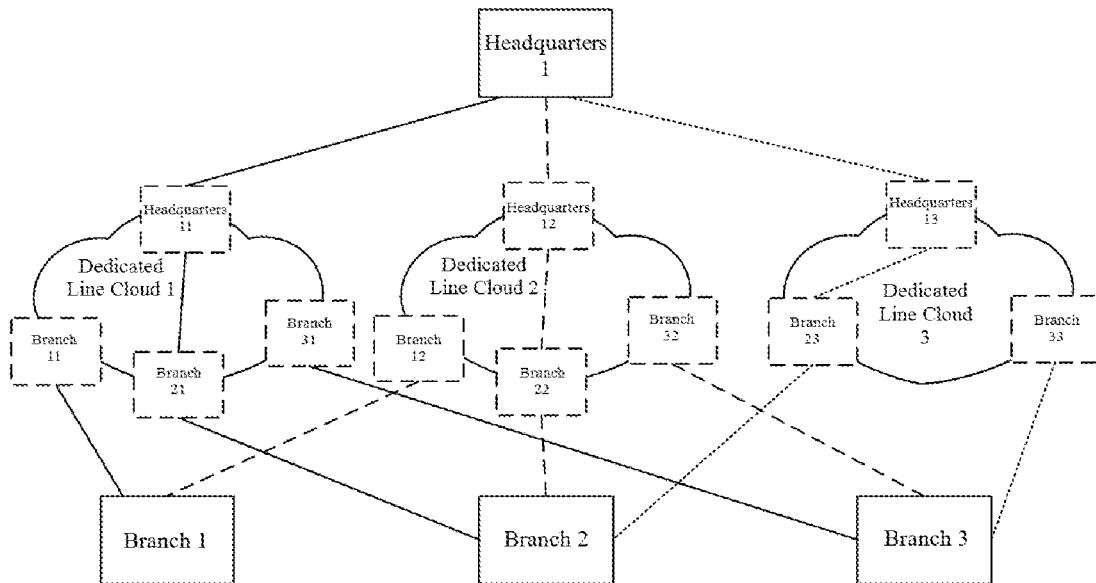 Headquarters
1
Headquarters
11
Headquarters
12
Headquarters
13
Dedicated
Line Cloud 1
Dedicated
Line Cloud 2
Dedicated
Line Cloud
3
Branch
11
Branch
21
Branch
31
Branch
12
Branch
22
Branch
32
Branch
23
Branch
33
Branch 1
Branch 2
Branch 3